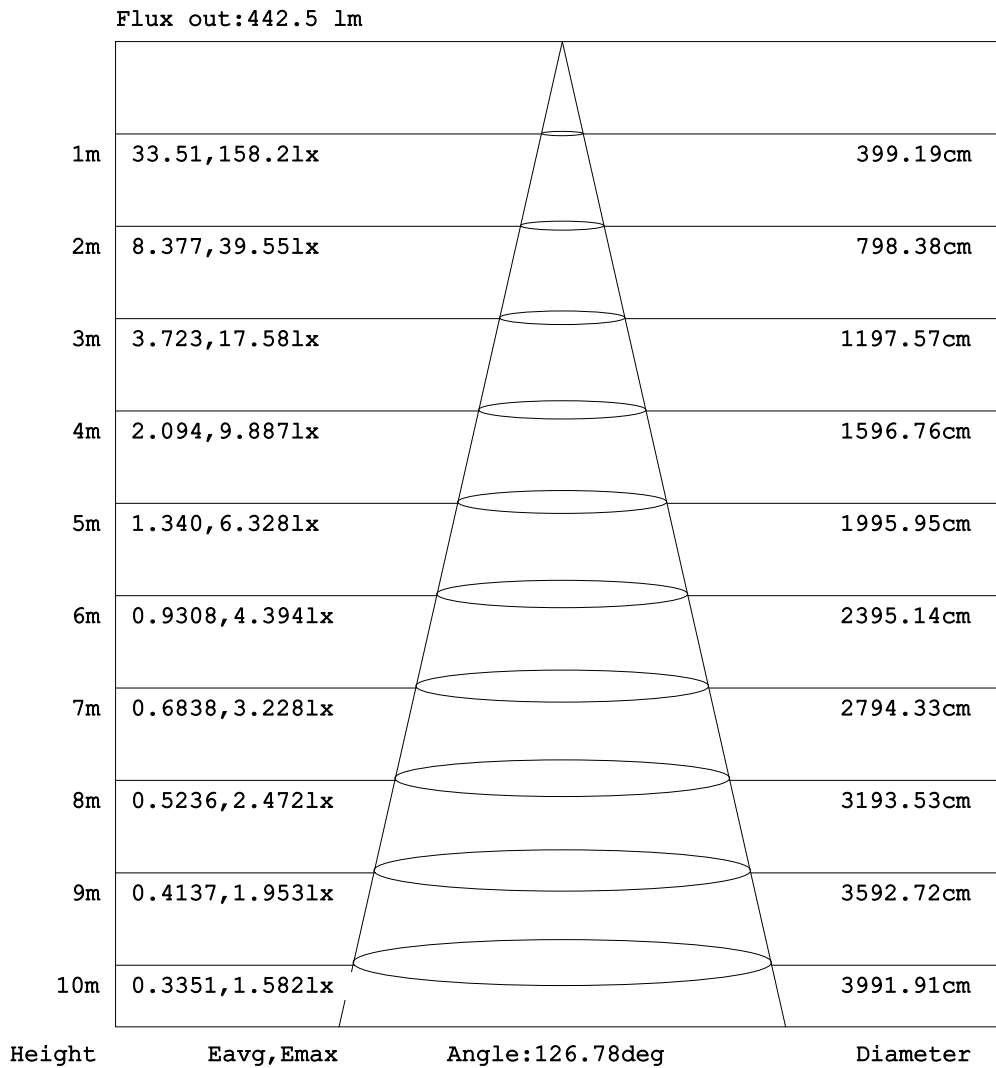 Flux out:442.5 lm
1m 33.51,158.2lx 399.19cm
2m 8.377,39.55lx 798.38cm
3m 3.723,17.58lx 1197.57cm
4m 2.094,9.887lx 1596.76cm
5m 1.340,6.328lx 1995.95cm
6m 0.9308,4.394lx 2395.14cm
7m 0.6838,3.228lx 2794.33cm
8m 0.5236,2.472lx 3193.53cm
9m 0.4137,1.953lx 3592.72cm
10m 0.3351,1.582lx 3991.91cm
Height Eavg,Emax Angle:126.78deg Diameter